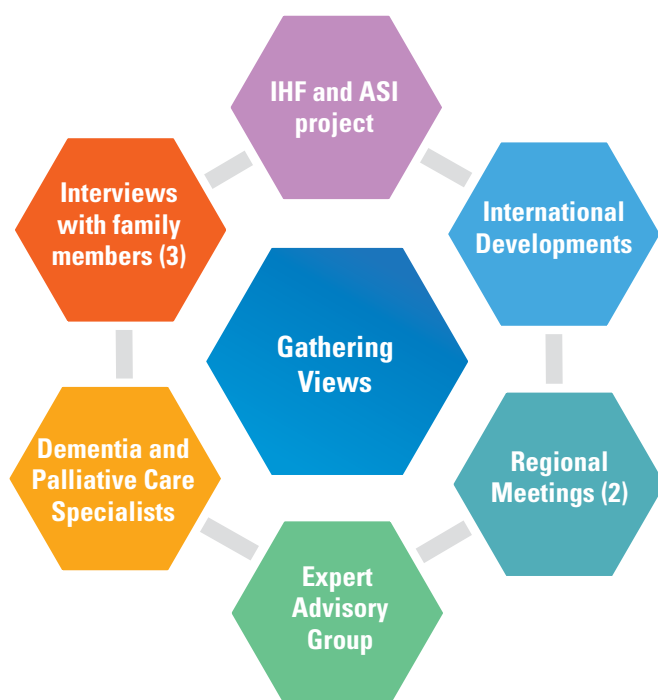 IHF and ASI
project
Interviews
with family
members (3)
International
Developments
Gathering
Views
Dementia and
Palliative Care
Specialists
Regional
Meetings (2)
Expert
Advisory
Group